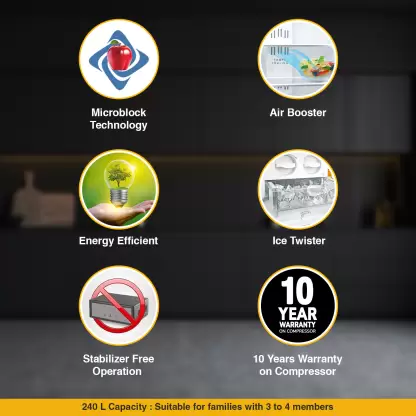 Microblock
Technology
Air Booster
Energy Efficient
Ice Twister
10
YEAR
WARRANTY
ON COMPRESSOR
Stabilizer Free
Operation
10 Years Warranty
on Compressor
240 L Capacity : Suitable for families with 3 to 4 members